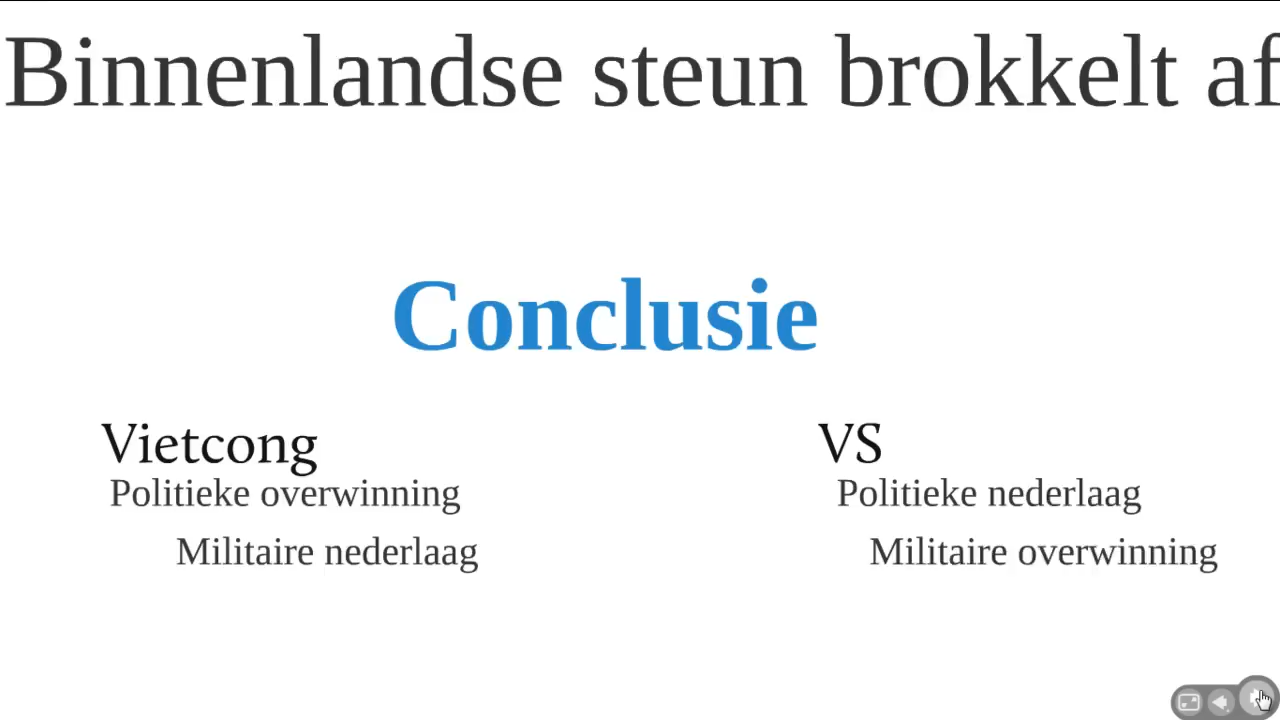 Binnenlandse steun brokkelt af
Conclusie
Vietcong
Politieke overwinning
Militaire nederlaag
VS
Politieke nederlaag
Militaire overwinning